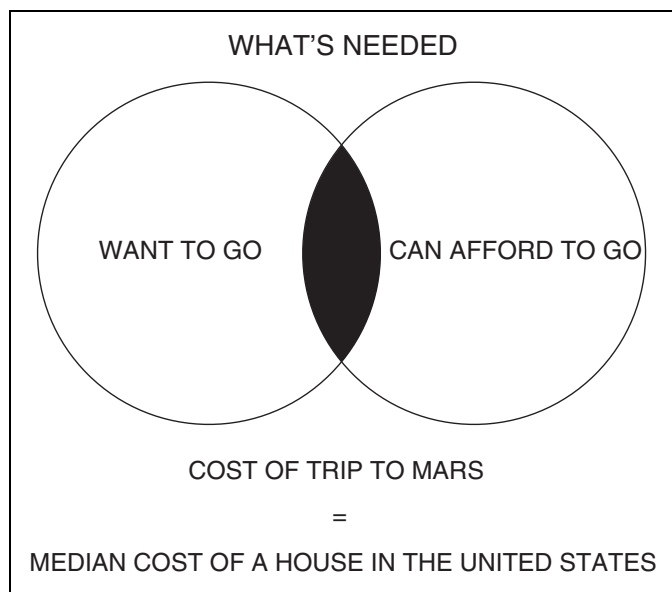 WHAT'S NEEDED
WANT TO GO
CAN AFFORD TO GO
COST OF TRIP TO MARS
=
MEDIAN COST OF A HOUSE IN THE UNITED STATES